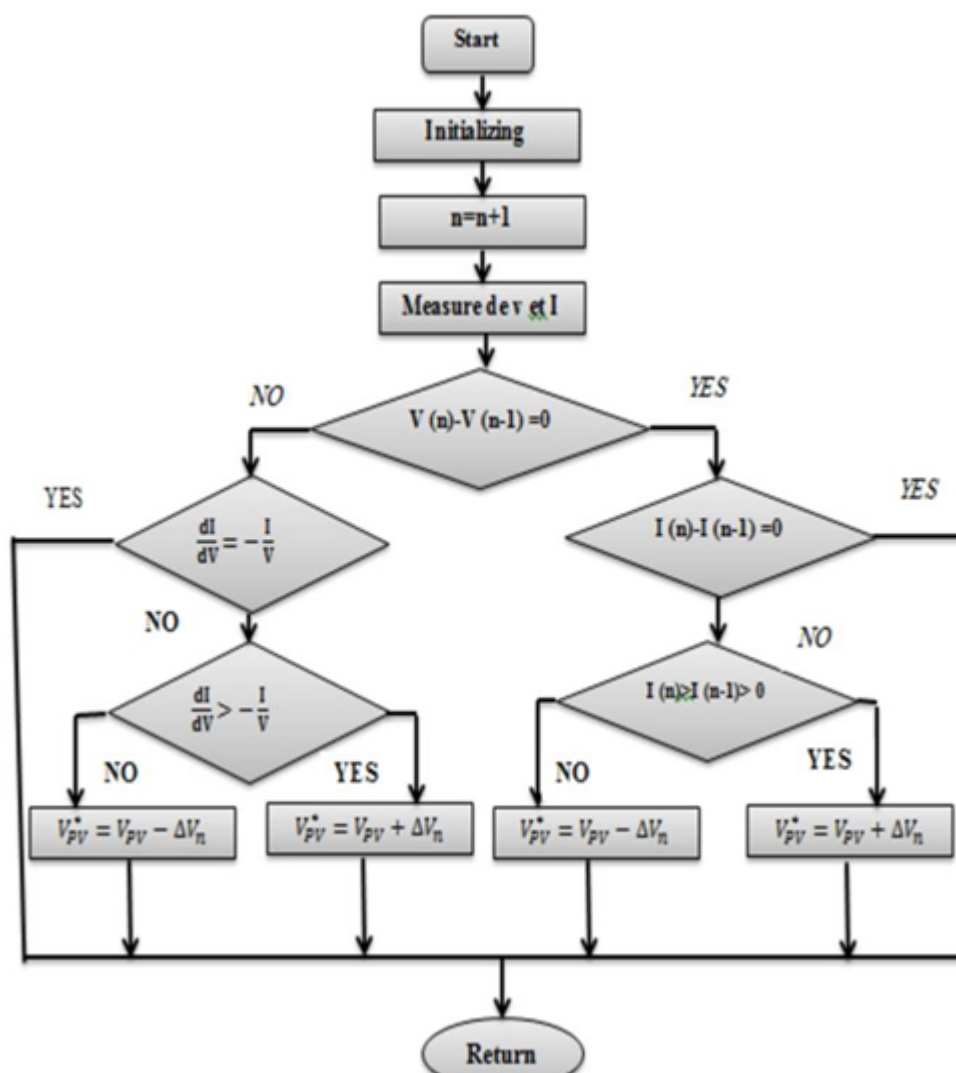 Start
Initializing
n=n+1
Measure de v et I
NO
YES
V (n)-V (n-1) =0
YES
YES
dI/dV = − I/V
I (n)-I (n-1) =0
NO
NO
dI/dV > − I/V
I (n)>I (n-1)> 0
NO
YES
NO
YES
V*PV = VPV − ΔVn
V*PV = VPV + ΔVn
V*PV = VPV − ΔVn
V*PV = VPV + ΔVn
Return